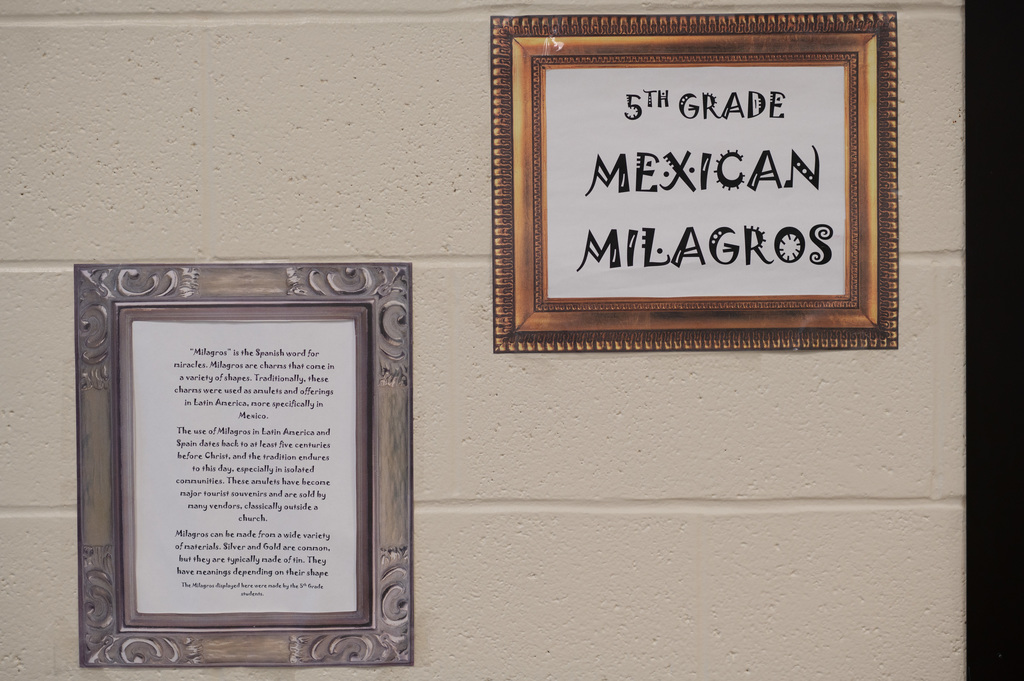 5TH GRADE
MEXICAN
MILAGROS
"Milagros" is the Spanish word for
miracles. Milagros are charms that come in
a variety of shapes. Traditionally, these
charms were used as amulets and offerings
in Latin America, more specifically in
Mexico.
The use of Milagros in Latin America and
Spain dates back to at least five centuries
before Christ, and the tradition endures
to this day, especially in isolated
communities. These amulets have become
major tourist souvenirs and are sold by
many vendors, classically outside a
church.
Milagros can be made from a wide variety
of materials. Silver and Gold are common,
but they are typically made of tin. They
have meanings depending on their shape
The Milagros displayed here were made by the 5th Grade
students.